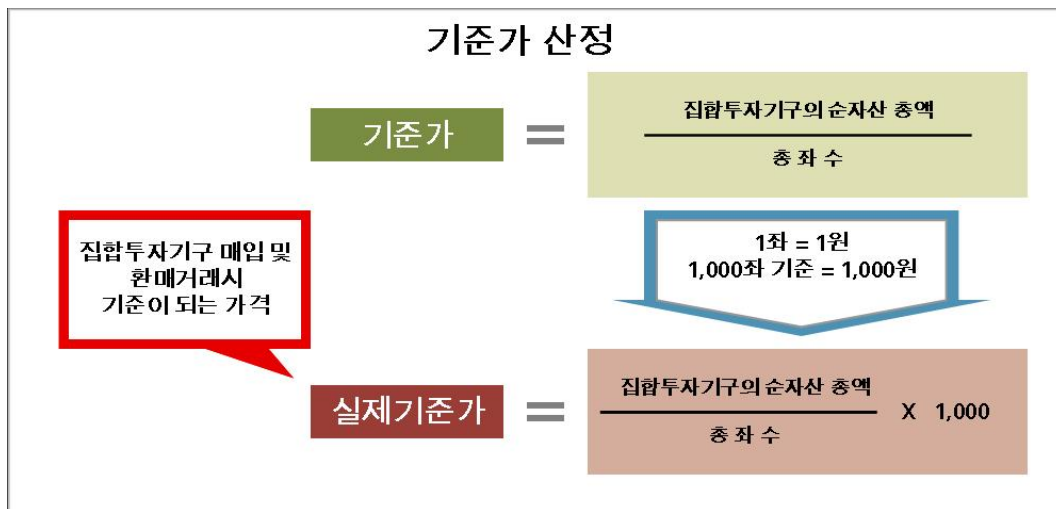 기준가 산정
기준가
=
집합투자기구의 순자산 총액
총 좌 수
집합투자기구 매입 및
환매거래시
기준이 되는 가격
1좌 = 1원
1,000좌 기준 = 1,000원
실제기준가
=
집합투자기구의 순자산 총액
총 좌 수
X 1,000